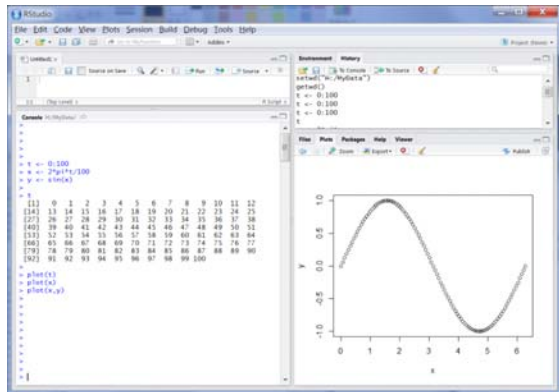 RStudio
File Edit Code View Plots Session Build Debug Tools Help
Addins
Project: (None)
Untitled1
Source on Save
Run
Source
1
1:1
(Top Level)
R Script
Console H:/MyData/
>
>
>
>
>
> t <- 0:100
> x <- 2*pi*t/100
> y <- sin(x)
>
> t
[1] 0 1 2 3 4 5 6 7 8 9 10 11 12
[14] 13 14 15 16 17 18 19 20 21 22 23 24 25
[27] 26 27 28 29 30 31 32 33 34 35 36 37 38
[40] 39 40 41 42 43 44 45 46 47 48 49 50 51
[53] 52 53 54 55 56 57 58 59 60 61 62 63 64
[66] 65 66 67 68 69 70 71 72 73 74 75 76 77
[79] 78 79 80 81 82 83 84 85 86 87 88 89 90
[92] 91 92 93 94 95 96 97 98 99 100
>
> plot(t)
> plot(x)
> plot(x,y)
>
>
>
>
>
>
>
>
>
Environment History
To Console To Source
setwd("H:/MyData")
getwd()
t <- 0:100
t <- 0:100
t <- 0:100
t
Files Plots Packages Help Viewer
Zoom Export Publish
y
1.0
0.5
0.0
-0.5
-1.0
0 1 2 3 4 5 6
x